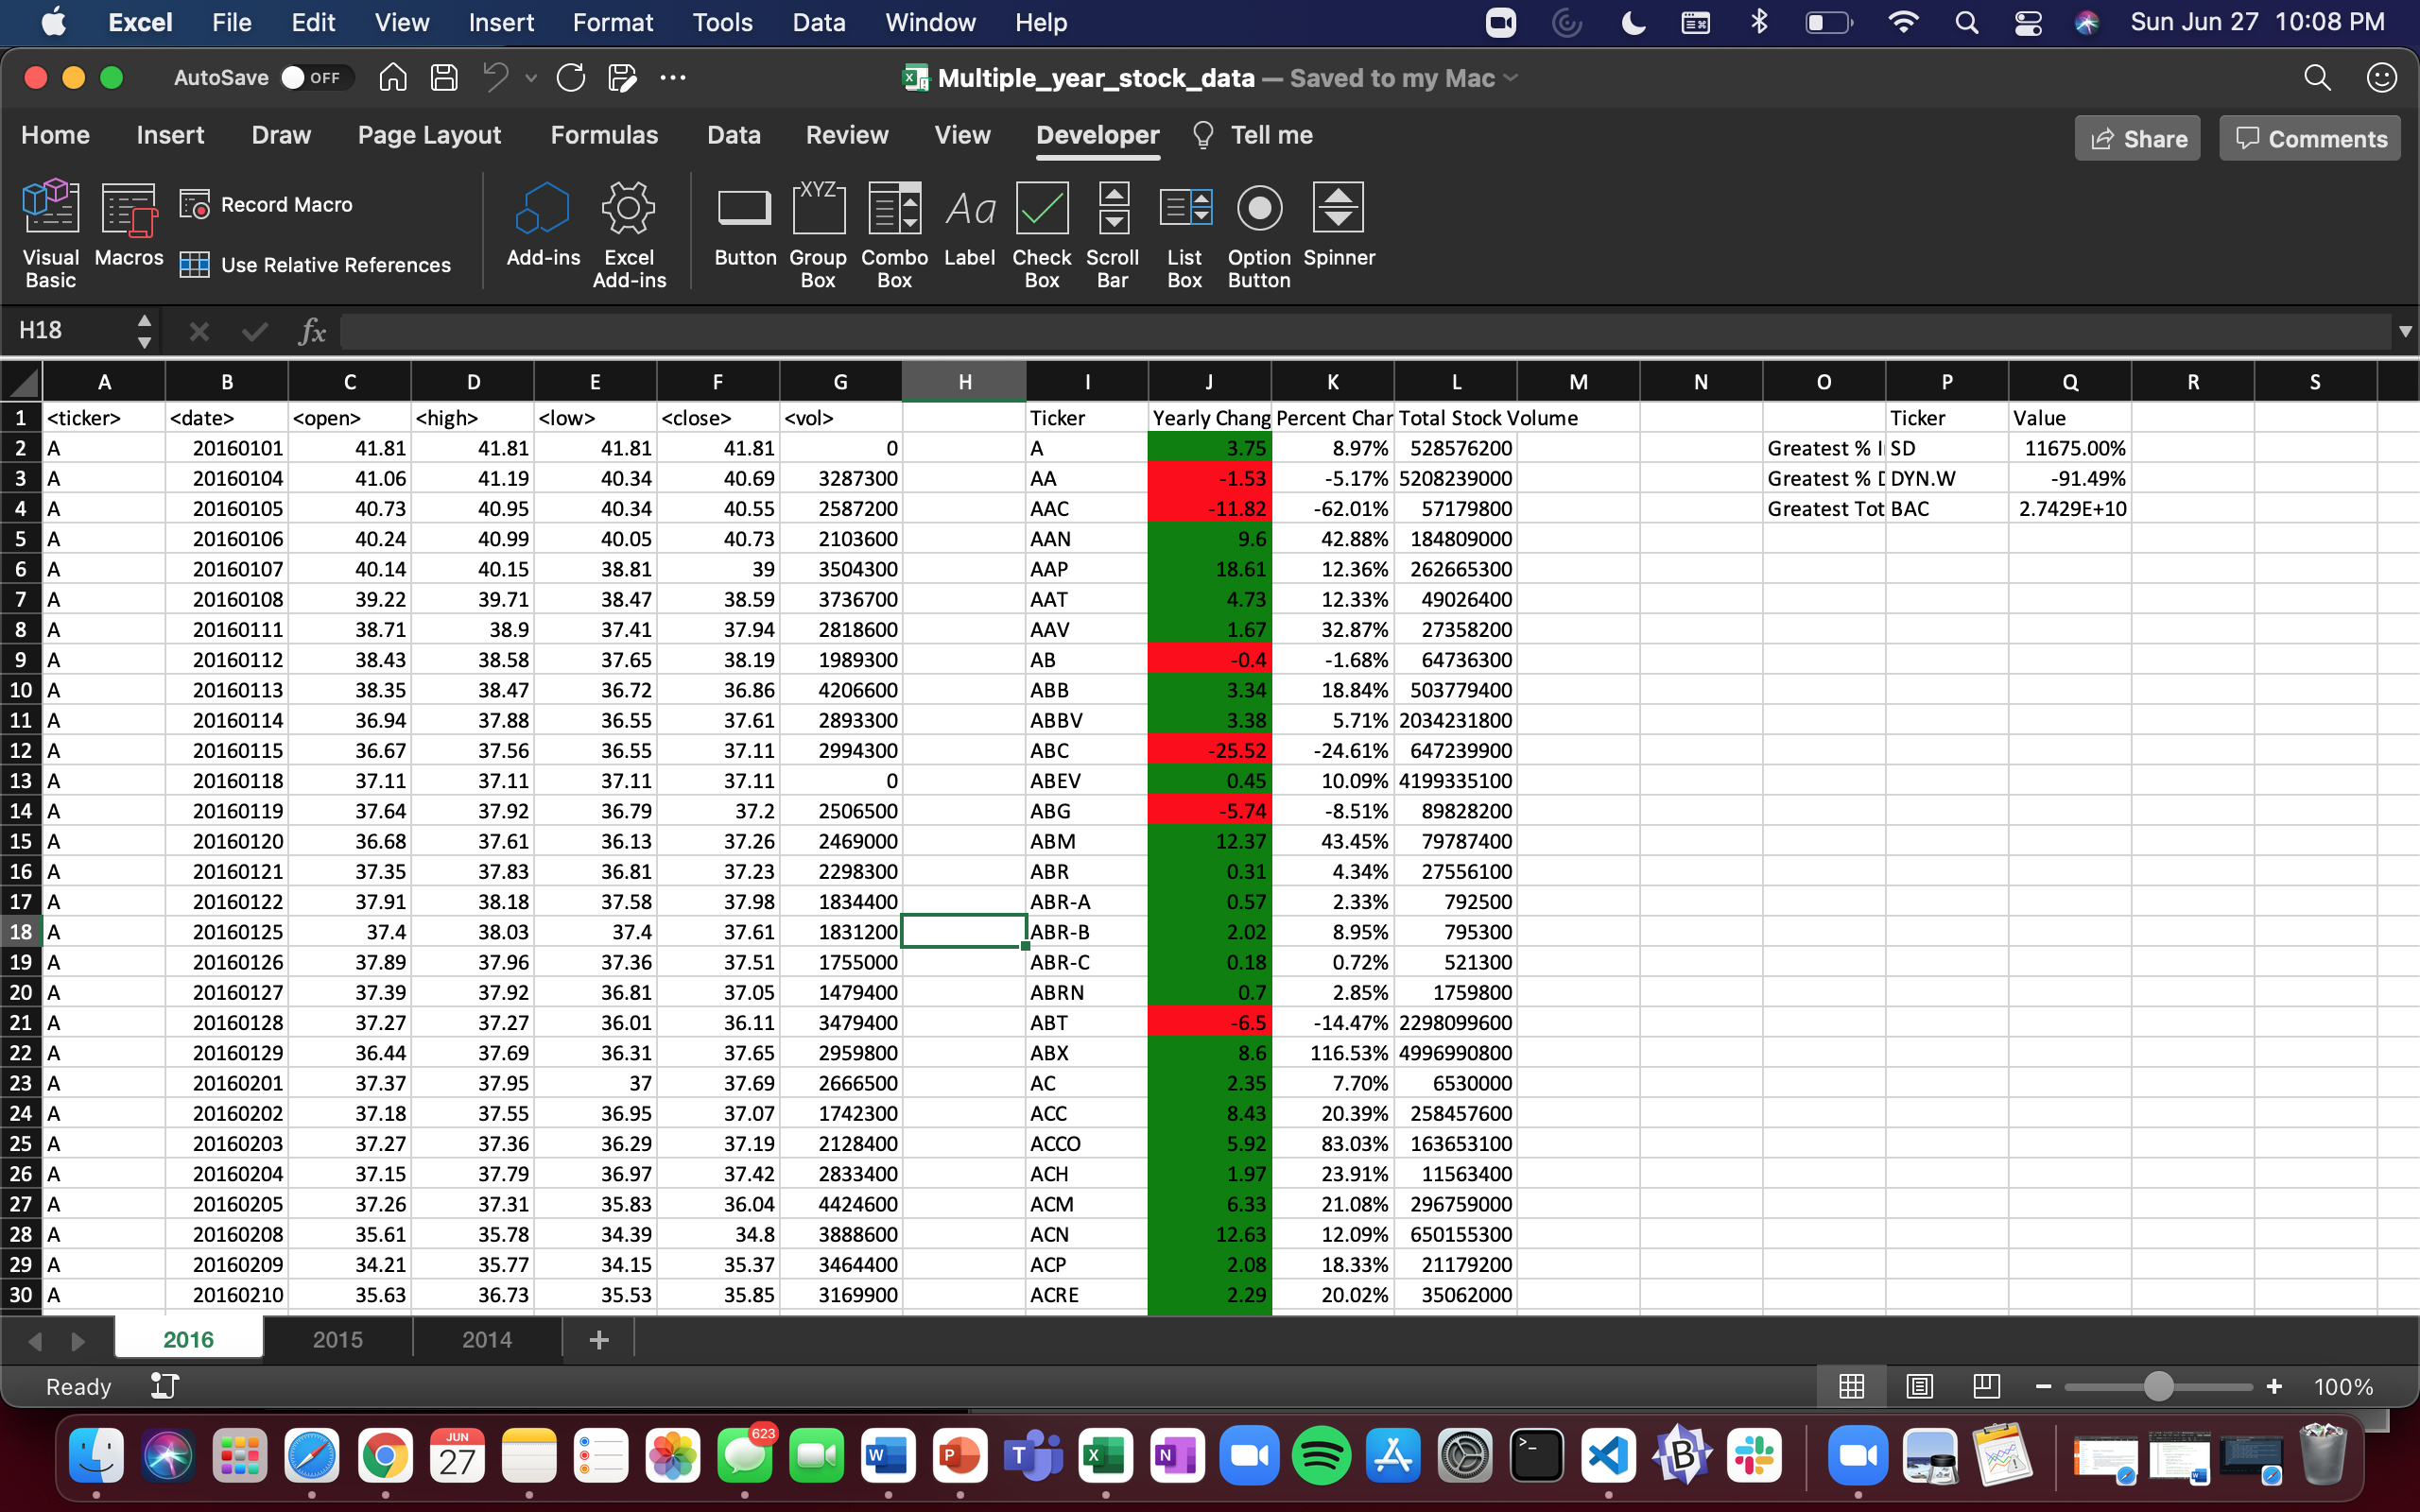 Excel File Edit View Insert Format Tools Data Window Help Sun Jun 27 10:08 PM
AutoSave OFF Multiple_year_stock_data — Saved to my Mac
Home Insert Draw Page Layout Formulas Data Review View Developer Tell me Share Comments
Visual Basic Macros Record Macro Use Relative References Add-ins Excel Add-ins Button XYZ Group Box Combo Box Aa Label Check Box Scroll Bar List Box Option Button Spinner
H18 fx
A B C D E F G H I J K L M N O P Q R S
1 <ticker> <date> <open> <high> <low> <close> <vol> Ticker Yearly Chang Percent Char Total Stock Volume Ticker Value
2 A 20160101 41.81 41.81 41.81 41.81 0 A 3.75 8.97% 528576200 Greatest % I SD 11675.00%
3 A 20160104 41.06 41.19 40.34 40.69 3287300 AA -1.53 -5.17% 5208239000 Greatest % D DYN.W -91.49%
4 A 20160105 40.73 40.95 40.34 40.55 2587200 AAC -11.82 -62.01% 57179800 Greatest Tot BAC 2.7429E+10
5 A 20160106 40.24 40.99 40.05 40.73 2103600 AAN 9.6 42.88% 184809000
6 A 20160107 40.14 40.15 38.81 39 3504300 AAP 18.61 12.36% 262665300
7 A 20160108 39.22 39.71 38.47 38.59 3736700 AAT 4.73 12.33% 49026400
8 A 20160111 38.71 38.9 37.41 37.94 2818600 AAV 1.67 32.87% 27358200
9 A 20160112 38.43 38.58 37.65 38.19 1989300 AB -0.4 -1.68% 64736300
10 A 20160113 38.35 38.47 36.72 36.86 4206600 ABB 3.34 18.84% 503779400
11 A 20160114 36.94 37.88 36.55 37.61 2893300 ABBV 3.38 5.71% 2034231800
12 A 20160115 36.67 37.56 36.55 37.11 2994300 ABC -25.52 -24.61% 647239900
13 A 20160118 37.11 37.11 37.11 37.11 0 ABEV 0.45 10.09% 4199335100
14 A 20160119 37.64 37.92 36.79 37.2 2506500 ABG -5.74 -8.51% 89828200
15 A 20160120 36.68 37.61 36.13 37.26 2469000 ABM 12.37 43.45% 79787400
16 A 20160121 37.35 37.83 36.81 37.23 2298300 ABR 0.31 4.34% 27556100
17 A 20160122 37.91 38.18 37.58 37.98 1834400 ABR-A 0.57 2.33% 792500
18 A 20160125 37.4 38.03 37.4 37.61 1831200 ABR-B 2.02 8.95% 795300
19 A 20160126 37.89 37.96 37.36 37.51 1755000 ABR-C 0.18 0.72% 521300
20 A 20160127 37.39 37.92 36.81 37.05 1479400 ABRN 0.7 2.85% 1759800
21 A 20160128 37.27 37.27 36.01 36.11 3479400 ABT -6.5 -14.47% 2298099600
22 A 20160129 36.44 37.69 36.31 37.65 2959800 ABX 8.6 116.53% 4996990800
23 A 20160201 37.37 37.95 37 37.69 2666500 AC 2.35 7.70% 6530000
24 A 20160202 37.18 37.55 36.95 37.07 1742300 ACC 8.43 20.39% 258457600
25 A 20160203 37.27 37.36 36.29 37.19 2128400 ACCO 5.92 83.03% 163653100
26 A 20160204 37.15 37.79 36.97 37.42 2833400 ACH 1.97 23.91% 11563400
27 A 20160205 37.26 37.31 35.83 36.04 4424600 ACM 6.33 21.08% 296759000
28 A 20160208 35.61 35.78 34.39 34.8 3888600 ACN 12.63 12.09% 650155300
29 A 20160209 34.21 35.77 34.15 35.37 3464400 ACP 2.08 18.33% 21179200
30 A 20160210 35.63 36.73 35.53 35.85 3169900 ACRE 2.29 20.02% 35062000
2016 2015 2014
Ready 100%
JUN 27 623 W P T X N B